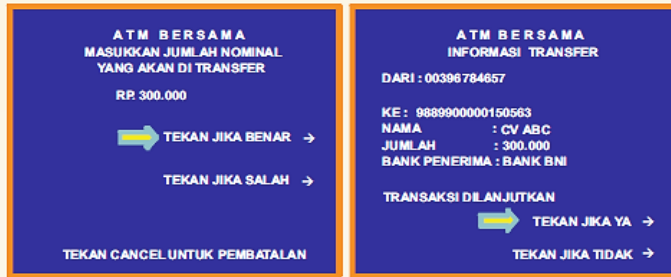 ATM BERSAMA
MASUKKAN JUMLAH NOMINAL
YANG AKAN DI TRANSFER
RP. 300.000
TEKAN JIKA BENAR →
TEKAN JIKA SALAH →
TEKAN CANCEL UNTUK PEMBATALAN
ATM BERSAMA
INFORMASI TRANSFER
DARI : 00396784657
KE : 9889900000150563
NAMA : CV ABC
JUMLAH : 300.000
BANK PENERIMA : BANK BNI
TRANSAKSI DILANJUTKAN
TEKAN JIKA YA →
TEKAN JIKA TIDAK →